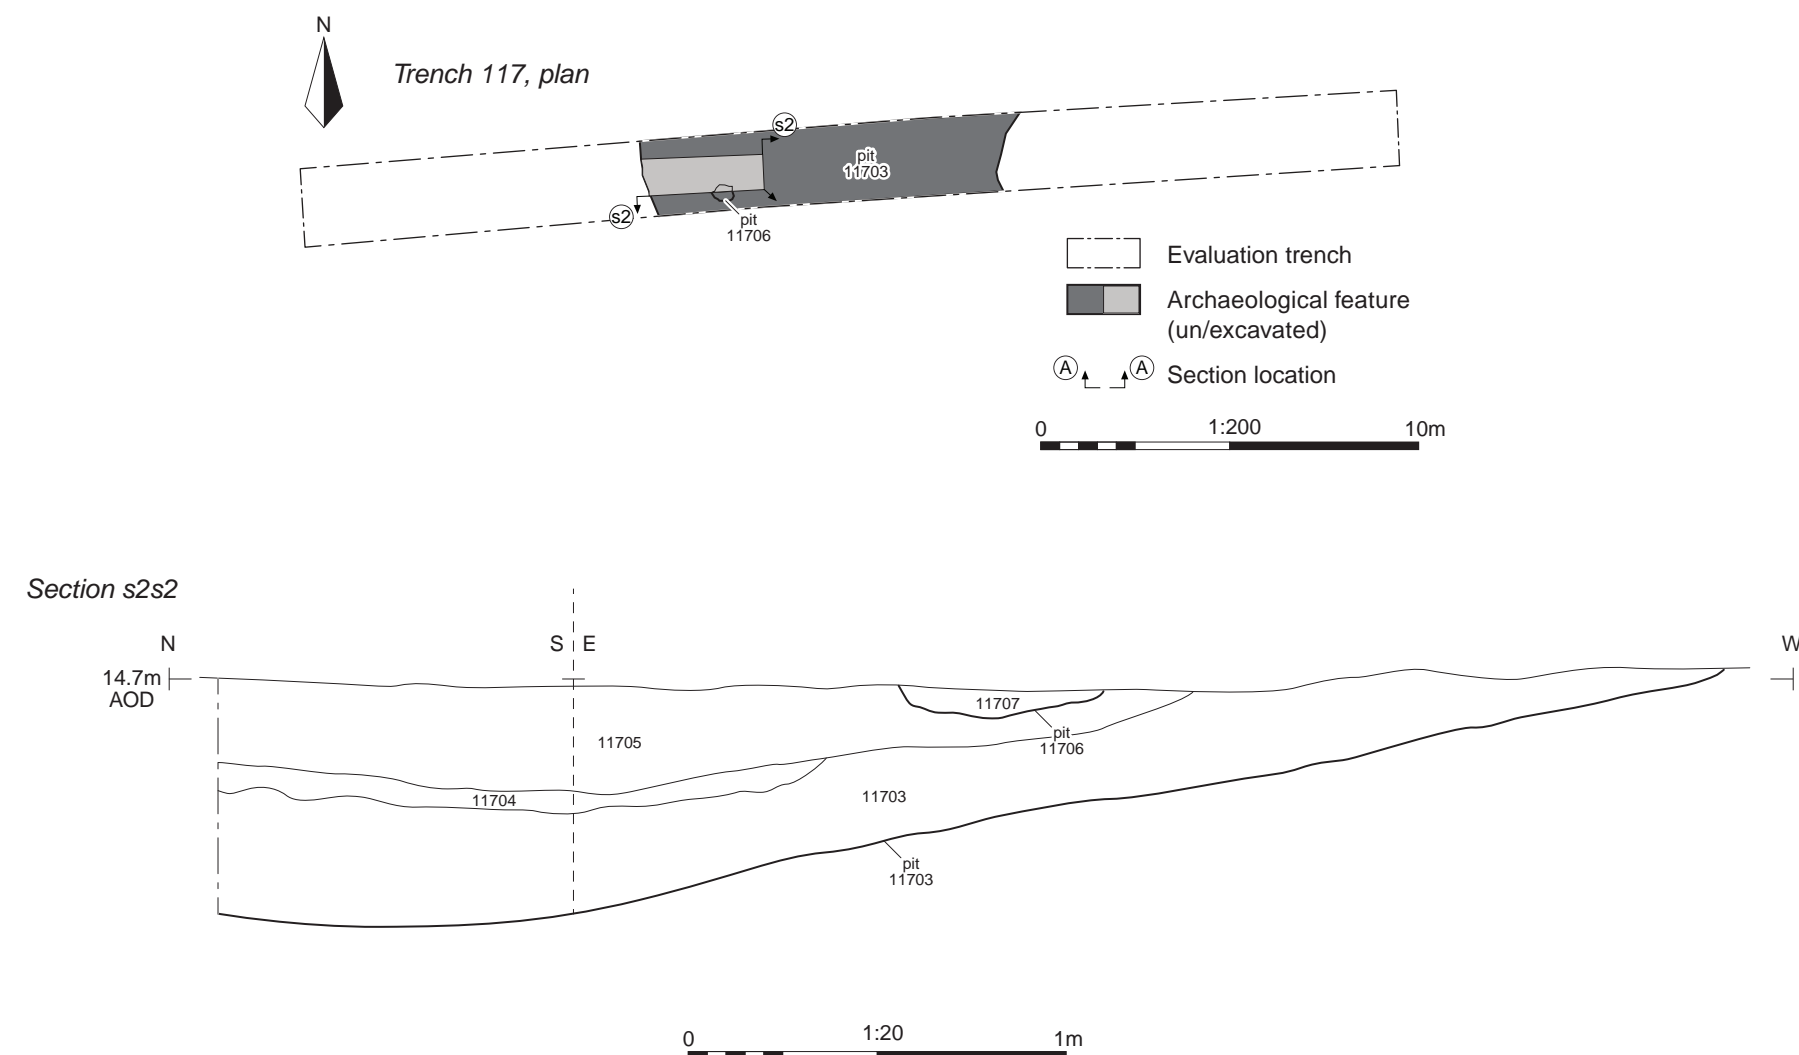 N
Trench 117, plan
s2
pit
11703
s2
pit
11706
Evaluation trench
Archaeological feature
(un/excavated)
A A Section location
0 1:200 10m
Section s2s2
N S E W
14.7m
AOD
11707
11705
pit
11706
11704
11703
pit
11703
0 1:20 1m